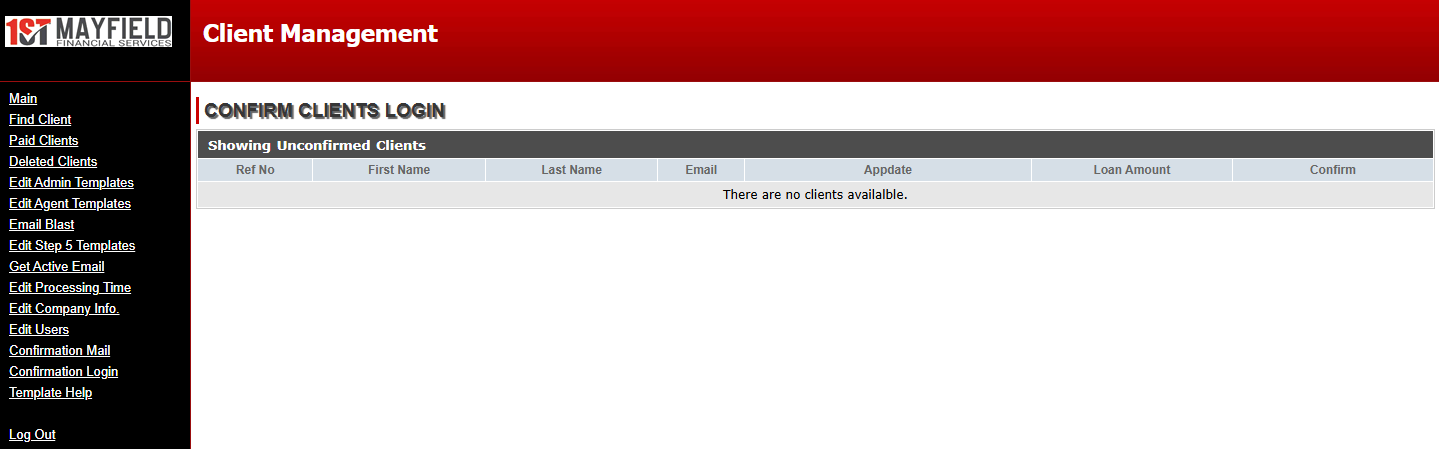 1ST MAYFIELD
FINANCIAL SERVICES
Client Management
Main
Find Client
Paid Clients
Deleted Clients
Edit Admin Templates
Edit Agent Templates
Email Blast
Edit Step 5 Templates
Get Active Email
Edit Processing Time
Edit Company Info.
Edit Users
Confirmation Mail
Confirmation Login
Template Help
Log Out
CONFIRM CLIENTS LOGIN
Showing Unconfirmed Clients
Ref No First Name Last Name Email Appdate Loan Amount Confirm
There are no clients availalble.